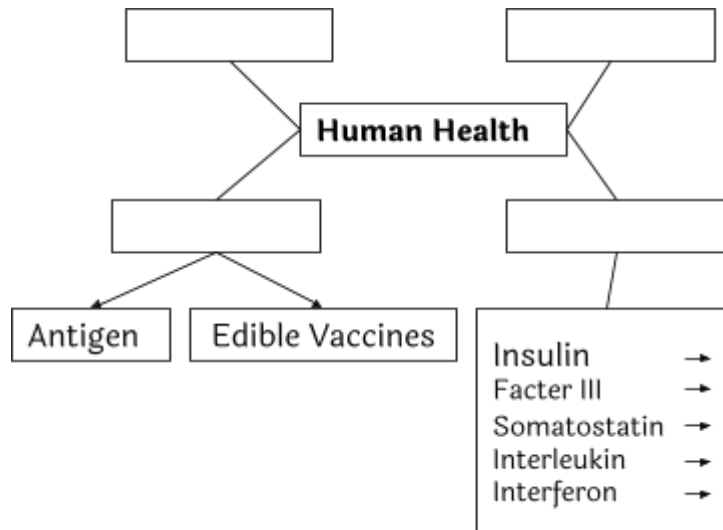 Human Health
Antigen
Edible Vaccines
Insulin →
Facter III →
Somatostatin →
Interleukin →
Interferon →